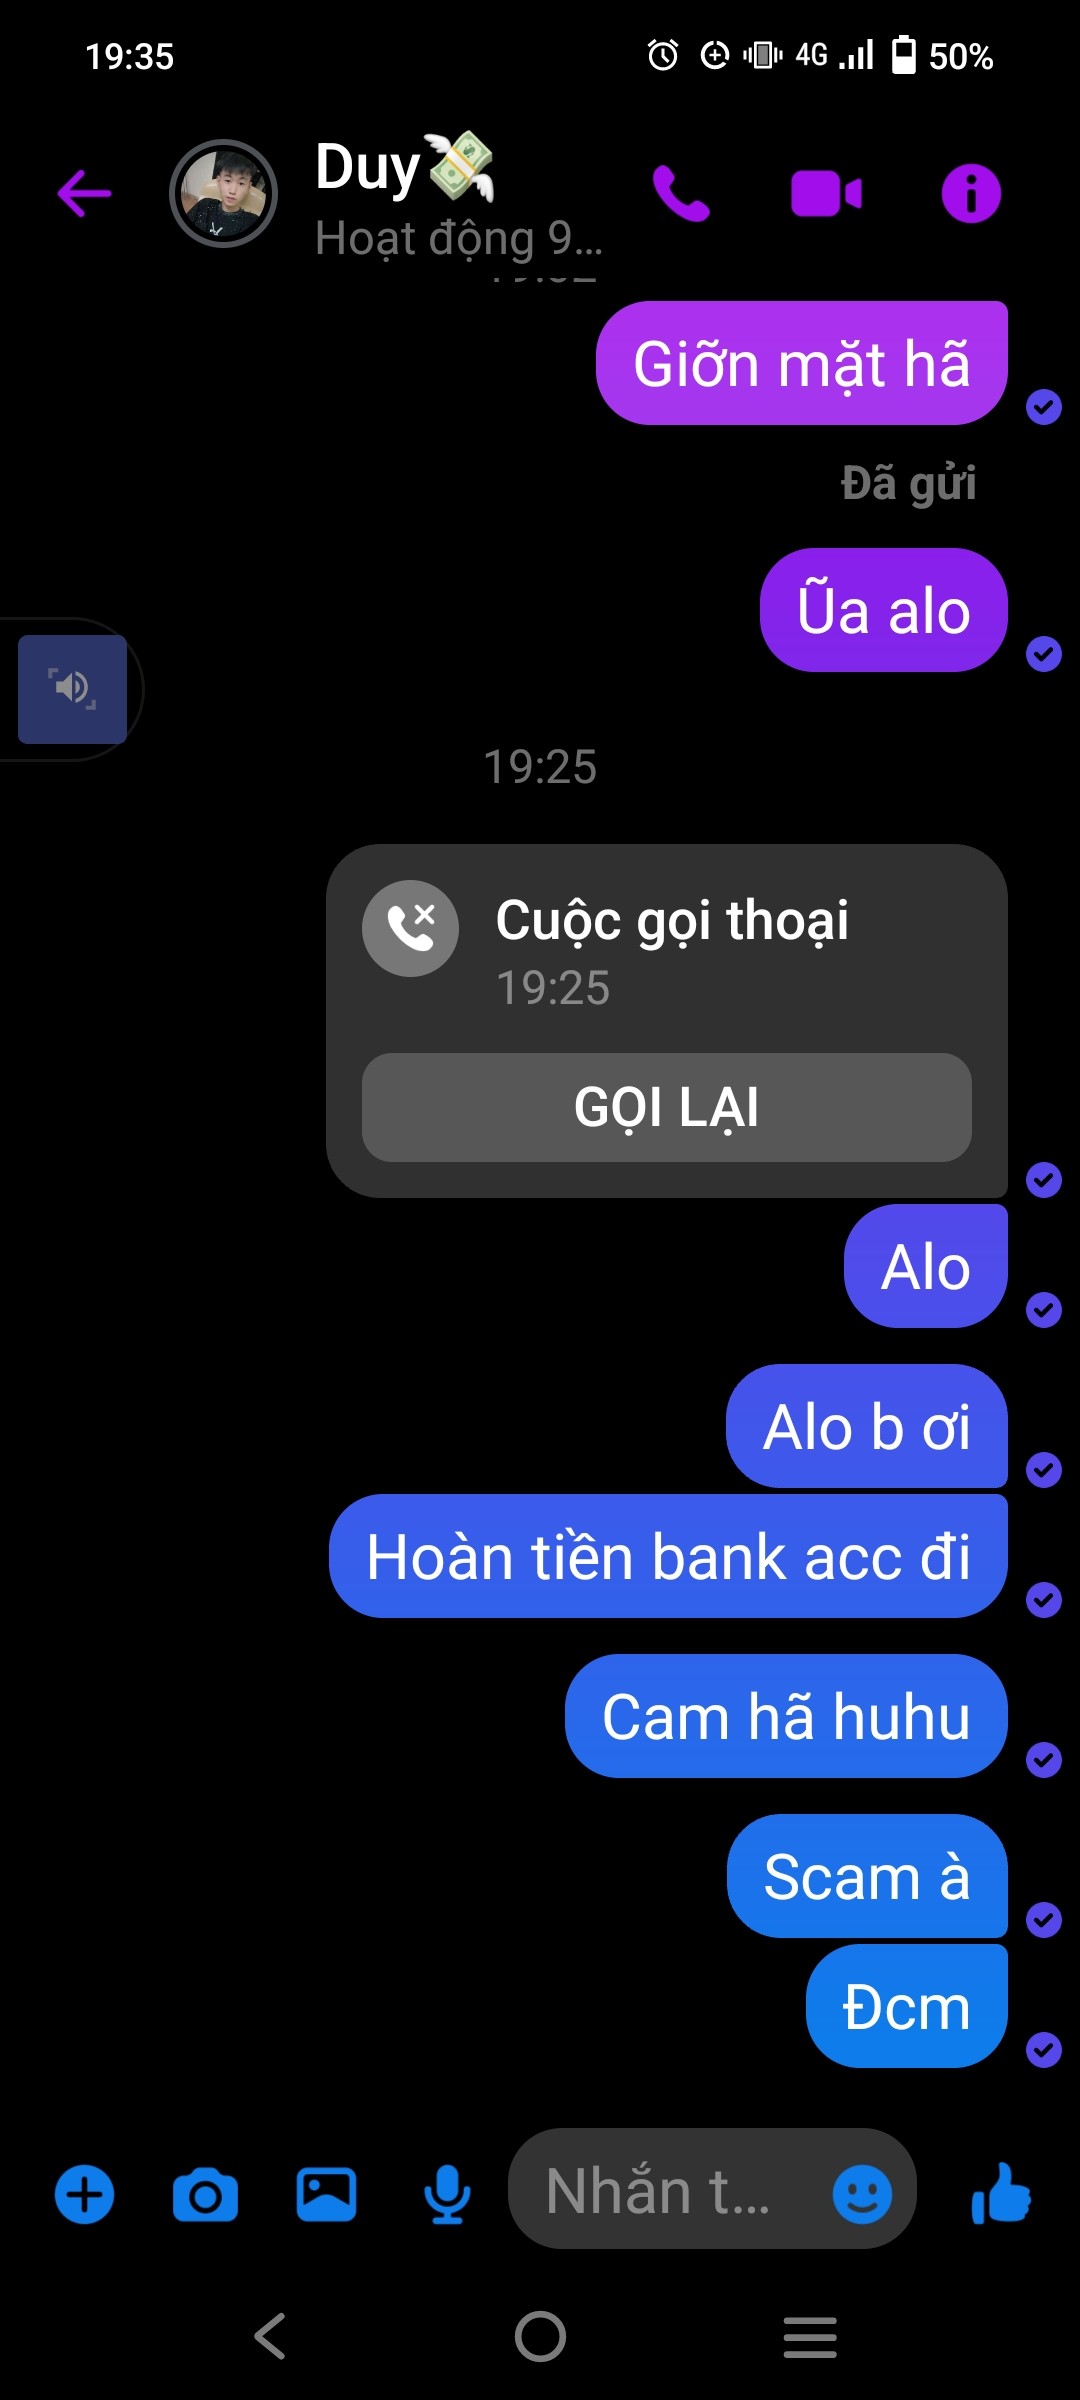 19:35
4G
50%
Duy
Hoạt động 9...
Giỡn mặt hã
Đã gửi
Ũa alo
19:25
Cuộc gọi thoại
19:25
GỌI LẠI
Alo
Alo b ơi
Hoàn tiền bank acc đi
Cam hã huhu
Scam à
Đcm
Nhắn t...